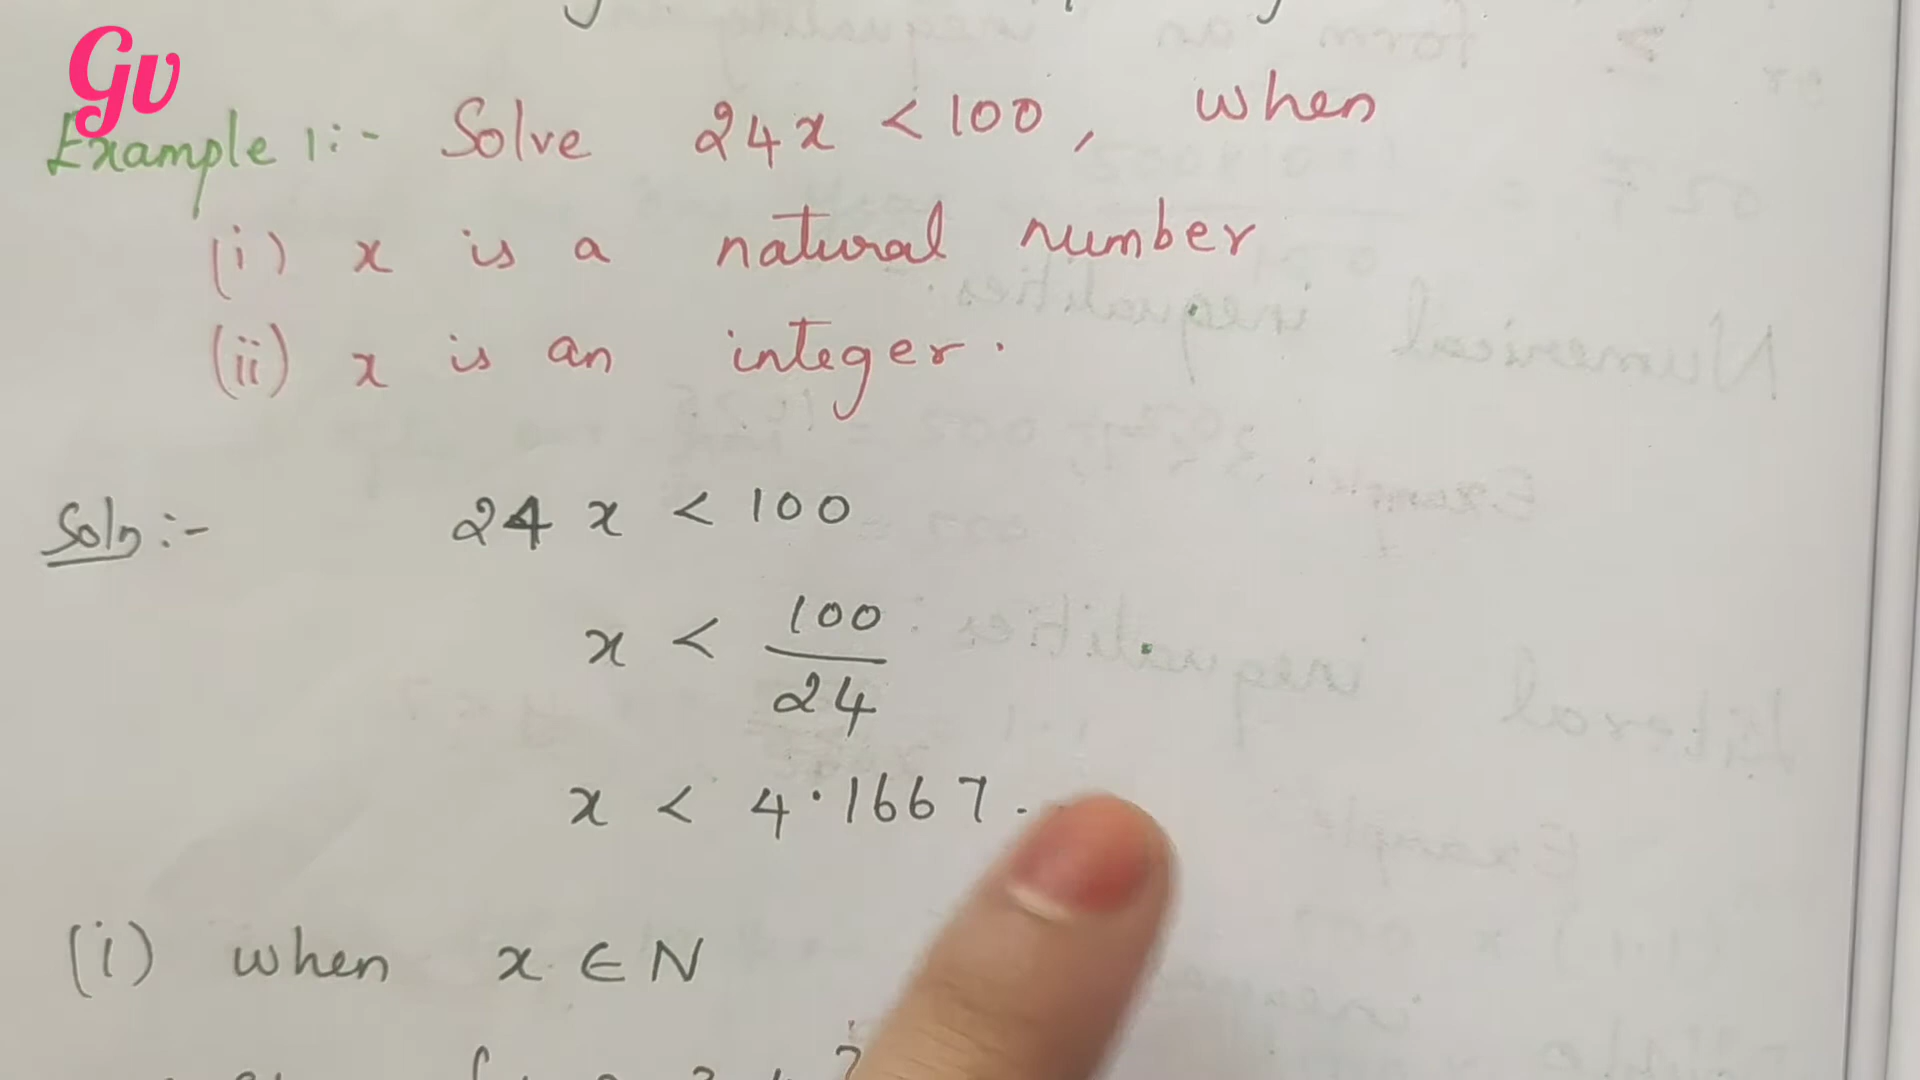 Gv
Example 1:- Solve 24x < 100, when
(i) x is a natural number
(ii) x is an integer.
Soln:- 24x < 100
x < 100/24
x < 4.1667.
(i) when x ∈ N